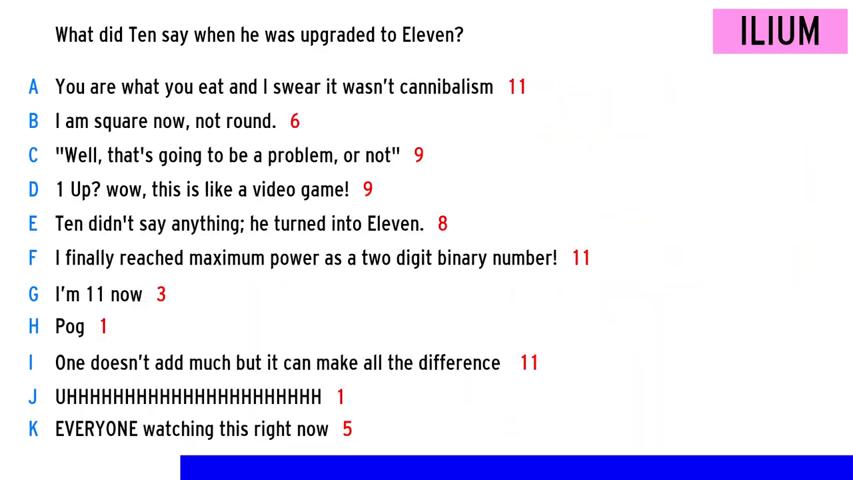 ILIUM
What did Ten say when he was upgraded to Eleven?
A You are what you eat and I swear it wasn't cannibalism 11
B I am square now, not round. 6
C "Well, that's going to be a problem, or not" 9
D 1 Up? wow, this is like a video game! 9
E Ten didn't say anything; he turned into Eleven. 8
F I finally reached maximum power as a two digit binary number! 11
G I'm 11 now 3
H Pog 1
I One doesn't add much but it can make all the difference 11
J UHHHHHHHHHHHHHHHHHHHHHH 1
K EVERYONE watching this right now 5